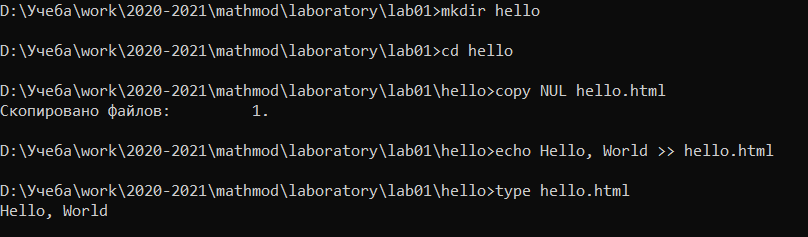 D:\Учеба\work\2020-2021\mathmod\laboratory\lab01>mkdir hello
D:\Учеба\work\2020-2021\mathmod\laboratory\lab01>cd hello
D:\Учеба\work\2020-2021\mathmod\laboratory\lab01\hello>copy NUL hello.html
Скопировано файлов:         1.
D:\Учеба\work\2020-2021\mathmod\laboratory\lab01\hello>echo Hello, World >> hello.html
D:\Учеба\work\2020-2021\mathmod\laboratory\lab01\hello>type hello.html
Hello, World